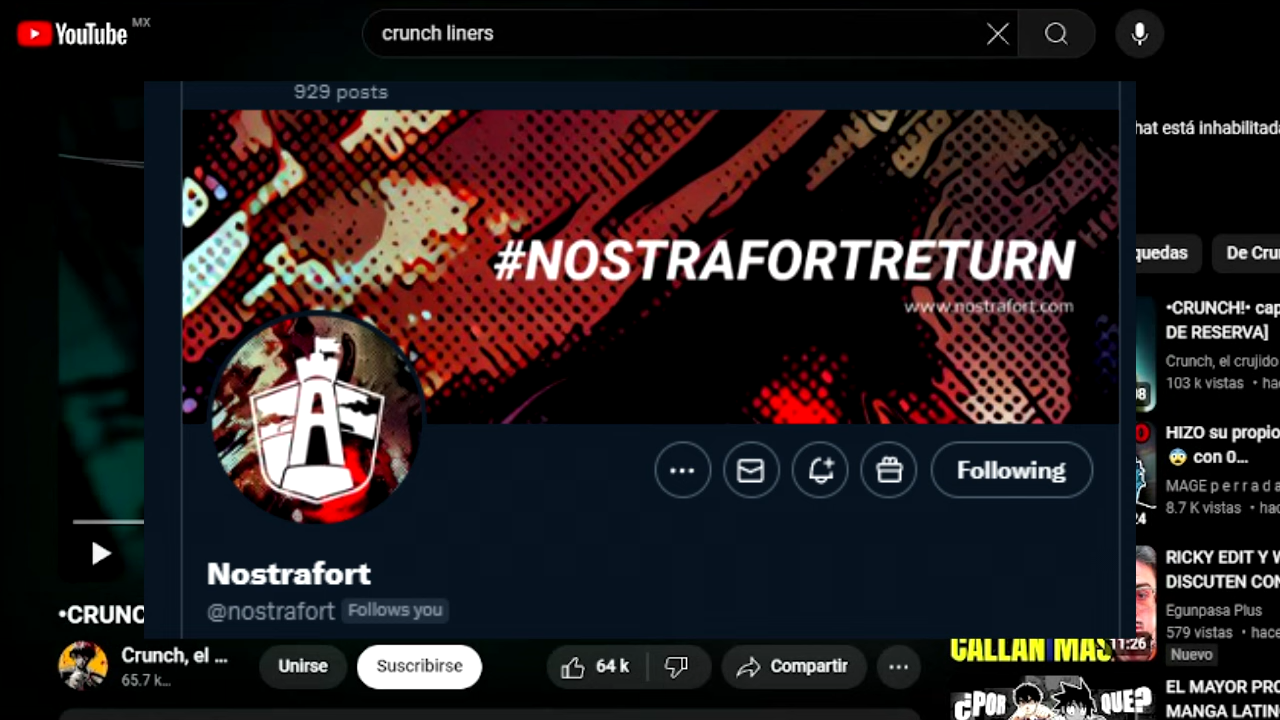 YouTube MX
crunch liners
929 posts
#NOSTRAFORTRETURN
www.nostrafort.com
Following
Nostrafort
@nostrafort Follows you
hat está inhabilitad
quedas
De Cru
•CRUNCH!• cap
DE RESERVA]
Crunch, el crujido
103 k vistas • hac
HIZO su propio
😨 con 0...
MAGE p e r r a d a
8.7 K vistas • hac
24
RICKY EDIT Y W
DISCUTEN CON
Egunpasa Plus
579 vistas • hace
Nuevo
CALLAN MAS
11:26
EL MAYOR PRO
MANGA LATIN
¿POR QUE?
•CRUNC
Crunch, el ...
65.7 k...
Unirse
Suscribirse
64 k
Compartir